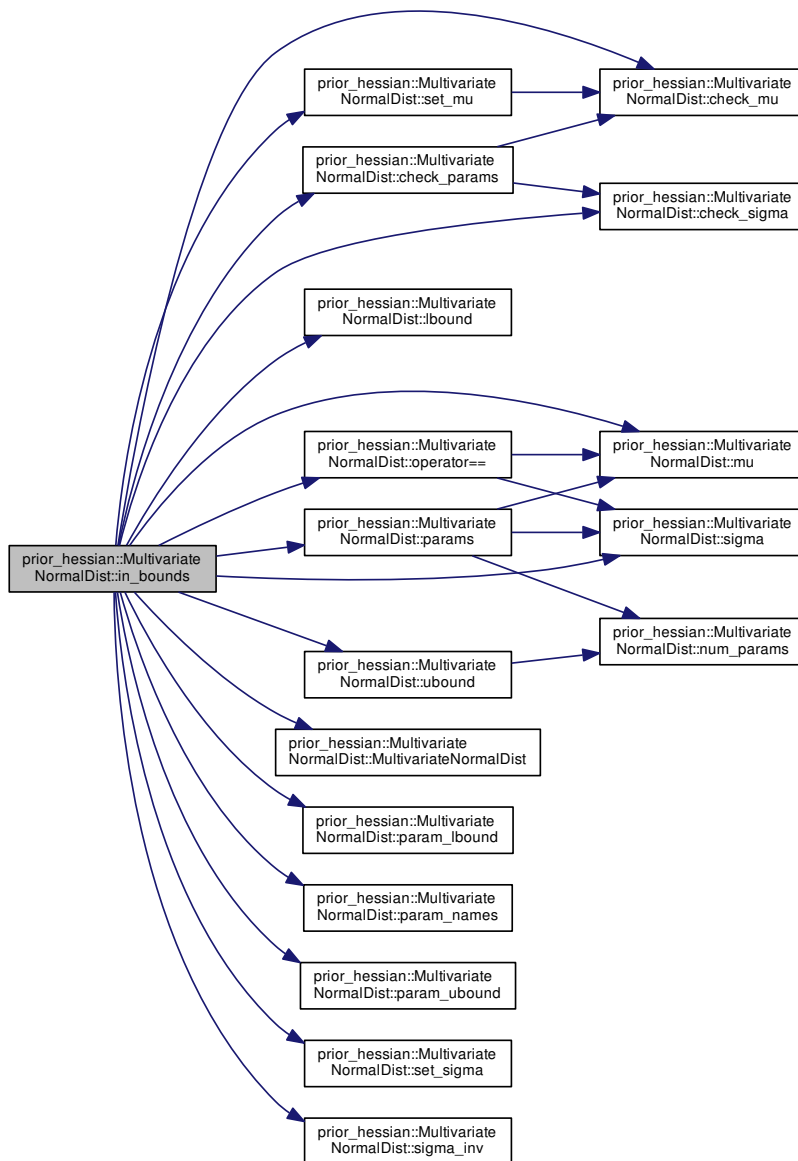 prior_hessian::Multivariate
NormalDist::in_bounds
prior_hessian::Multivariate
NormalDist::set_mu
prior_hessian::Multivariate
NormalDist::check_mu
prior_hessian::Multivariate
NormalDist::check_params
prior_hessian::Multivariate
NormalDist::check_sigma
prior_hessian::Multivariate
NormalDist::lbound
prior_hessian::Multivariate
NormalDist::operator==
prior_hessian::Multivariate
NormalDist::mu
prior_hessian::Multivariate
NormalDist::params
prior_hessian::Multivariate
NormalDist::sigma
prior_hessian::Multivariate
NormalDist::ubound
prior_hessian::Multivariate
NormalDist::num_params
prior_hessian::Multivariate
NormalDist::MultivariateNormalDist
prior_hessian::Multivariate
NormalDist::param_lbound
prior_hessian::Multivariate
NormalDist::param_names
prior_hessian::Multivariate
NormalDist::param_ubound
prior_hessian::Multivariate
NormalDist::set_sigma
prior_hessian::Multivariate
NormalDist::sigma_inv